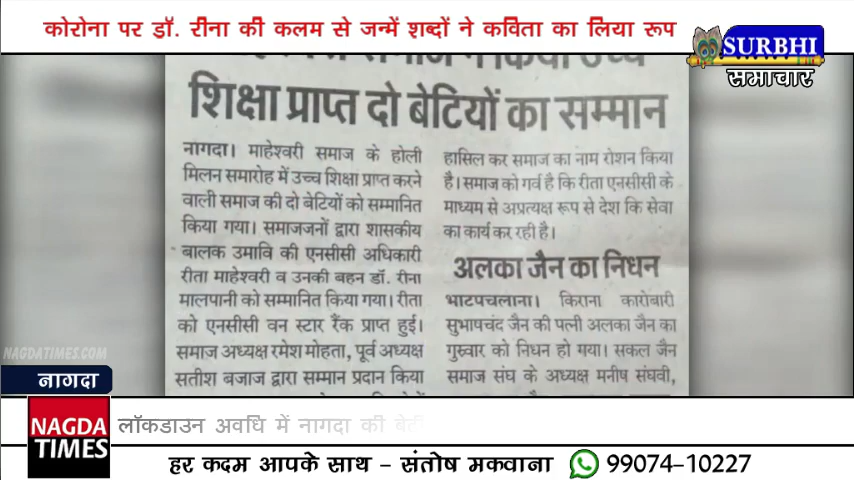 कोरोना पर डॉ. रीना की कलम से जन्में शब्दों ने कविता का लिया रूप
SURBHI
समाचार
शिक्षा प्राप्त दो बेटियों का सम्मान
नागदा। माहेश्वरी समाज के होली
मिलन समारोह में उच्च शिक्षा प्राप्त करने
वाली समाज की दो बेटियों को सम्मानित
किया गया। समाजजनों द्वारा शासकीय
बालक उमावि की एनसीसी अधिकारी
रीता माहेश्वरी व उनकी बहन डॉ. रीना
मालपानी को सम्मानित किया गया। रीता
को एनसीसी वन स्टार रैंक प्राप्त हुई।
समाज अध्यक्ष रमेश मोहता, पूर्व अध्यक्ष
सतीश बजाज द्वारा सम्मान प्रदान किया
हासिल कर समाज का नाम रोशन किया
है। समाज को गर्व है कि रीता एनसीसी के
माध्यम से अप्रत्यक्ष रूप से देश कि सेवा
का कार्य कर रही है।
अलका जैन का निधन
भाटपचलाना। किराना कारोबारी
सुभाषचंद जैन की पत्नी अलका जैन का
गुरुवार को निधन हो गया। सकल जैन
समाज संघ के अध्यक्ष मनीष संघवी,
NAGDATIMES.COM
नागदा
NAGDA
TIMES
लॉकडाउन अवधि में नागदा की बेटी
हर कदम आपके साथ – संतोष मकवाना
99074–10227